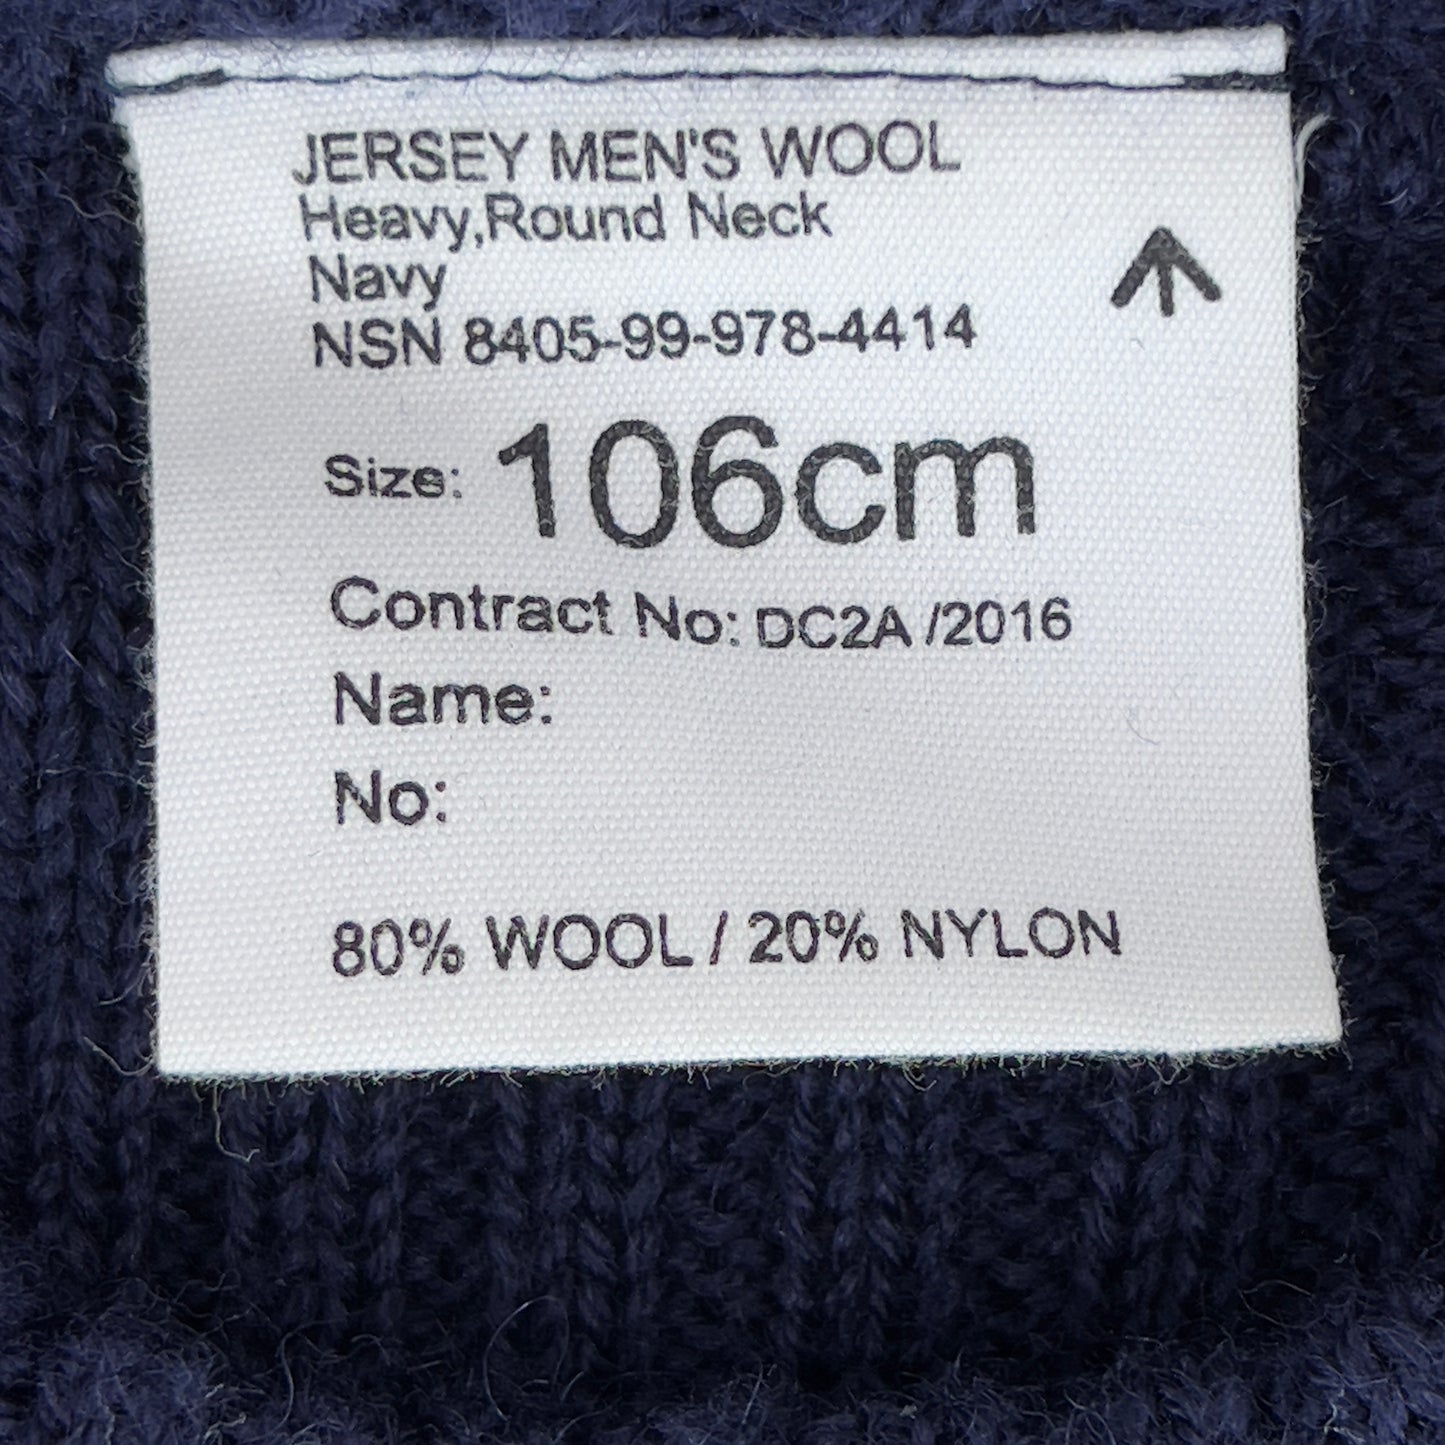 JERSEY MEN'S WOOL
Heavy,Round Neck
Navy
NSN 8405-99-978-4414
Size: 106cm
Contract No: DC2A /2016
Name:
No:
80% WOOL / 20% NYLON